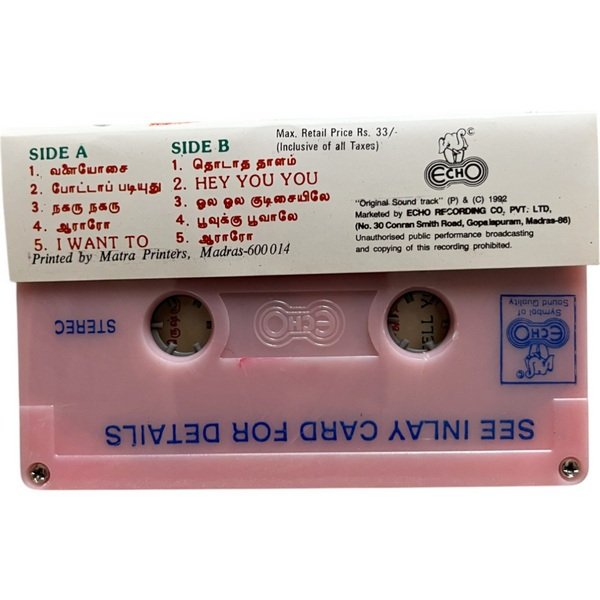 SIDE A
1. வளையோசை
2. போட்டாப் படியுது
3. நகரு நகரு
4. ஆராரோ
5. I WANT TO
SIDE B
1. தொடாத தாளம்
2. HEY YOU YOU
3. ஓல ஓல குடிசையிலே
4. பூவுக்கு பூவாலே
5. ஆராரோ
Printed by Matra Printers, Madras-600 014
Max. Retail Price Rs. 33/-
(Inclusive of all Taxes)
©
ECHO
"Original Sound track" (P) & (C) 1992
Marketed by ECHO RECORDING CO. PVT. LTD,
(No. 30 Conran Smith Road, Gopalapuram, Madras-86)
Unauthorised public performance broadcasting
and copying of this recording prohibited.
STEREC
ECHO
ELL Y
Symbol of
Sound Quality
ECHO
SEE INLAY CARD FOR DETAILS